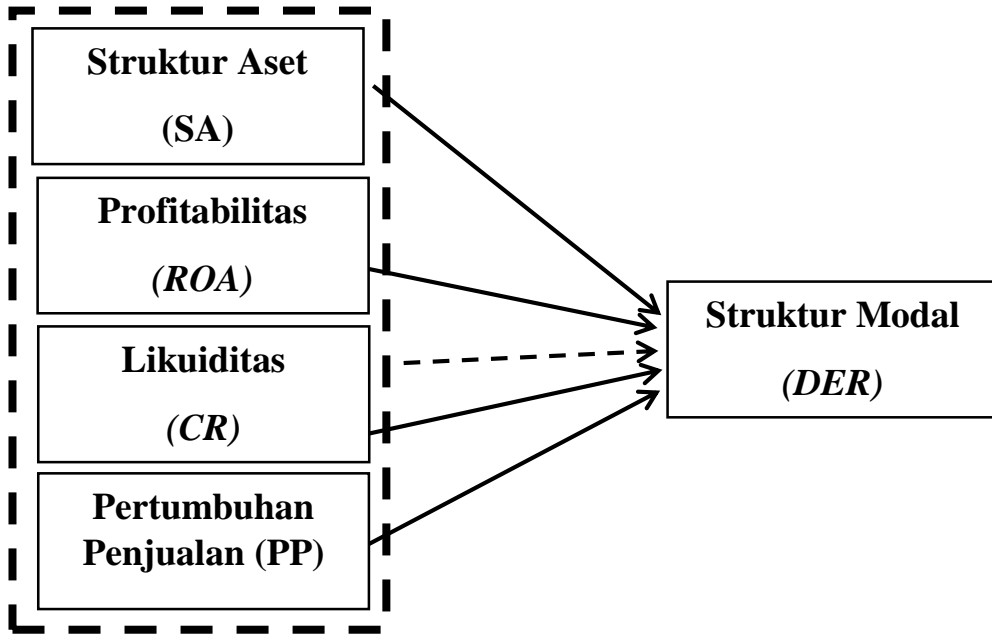 Struktur Aset
(SA)
Profitabilitas
(ROA)
Likuiditas
(CR)
Pertumbuhan
Penjualan (PP)
Struktur Modal
(DER)